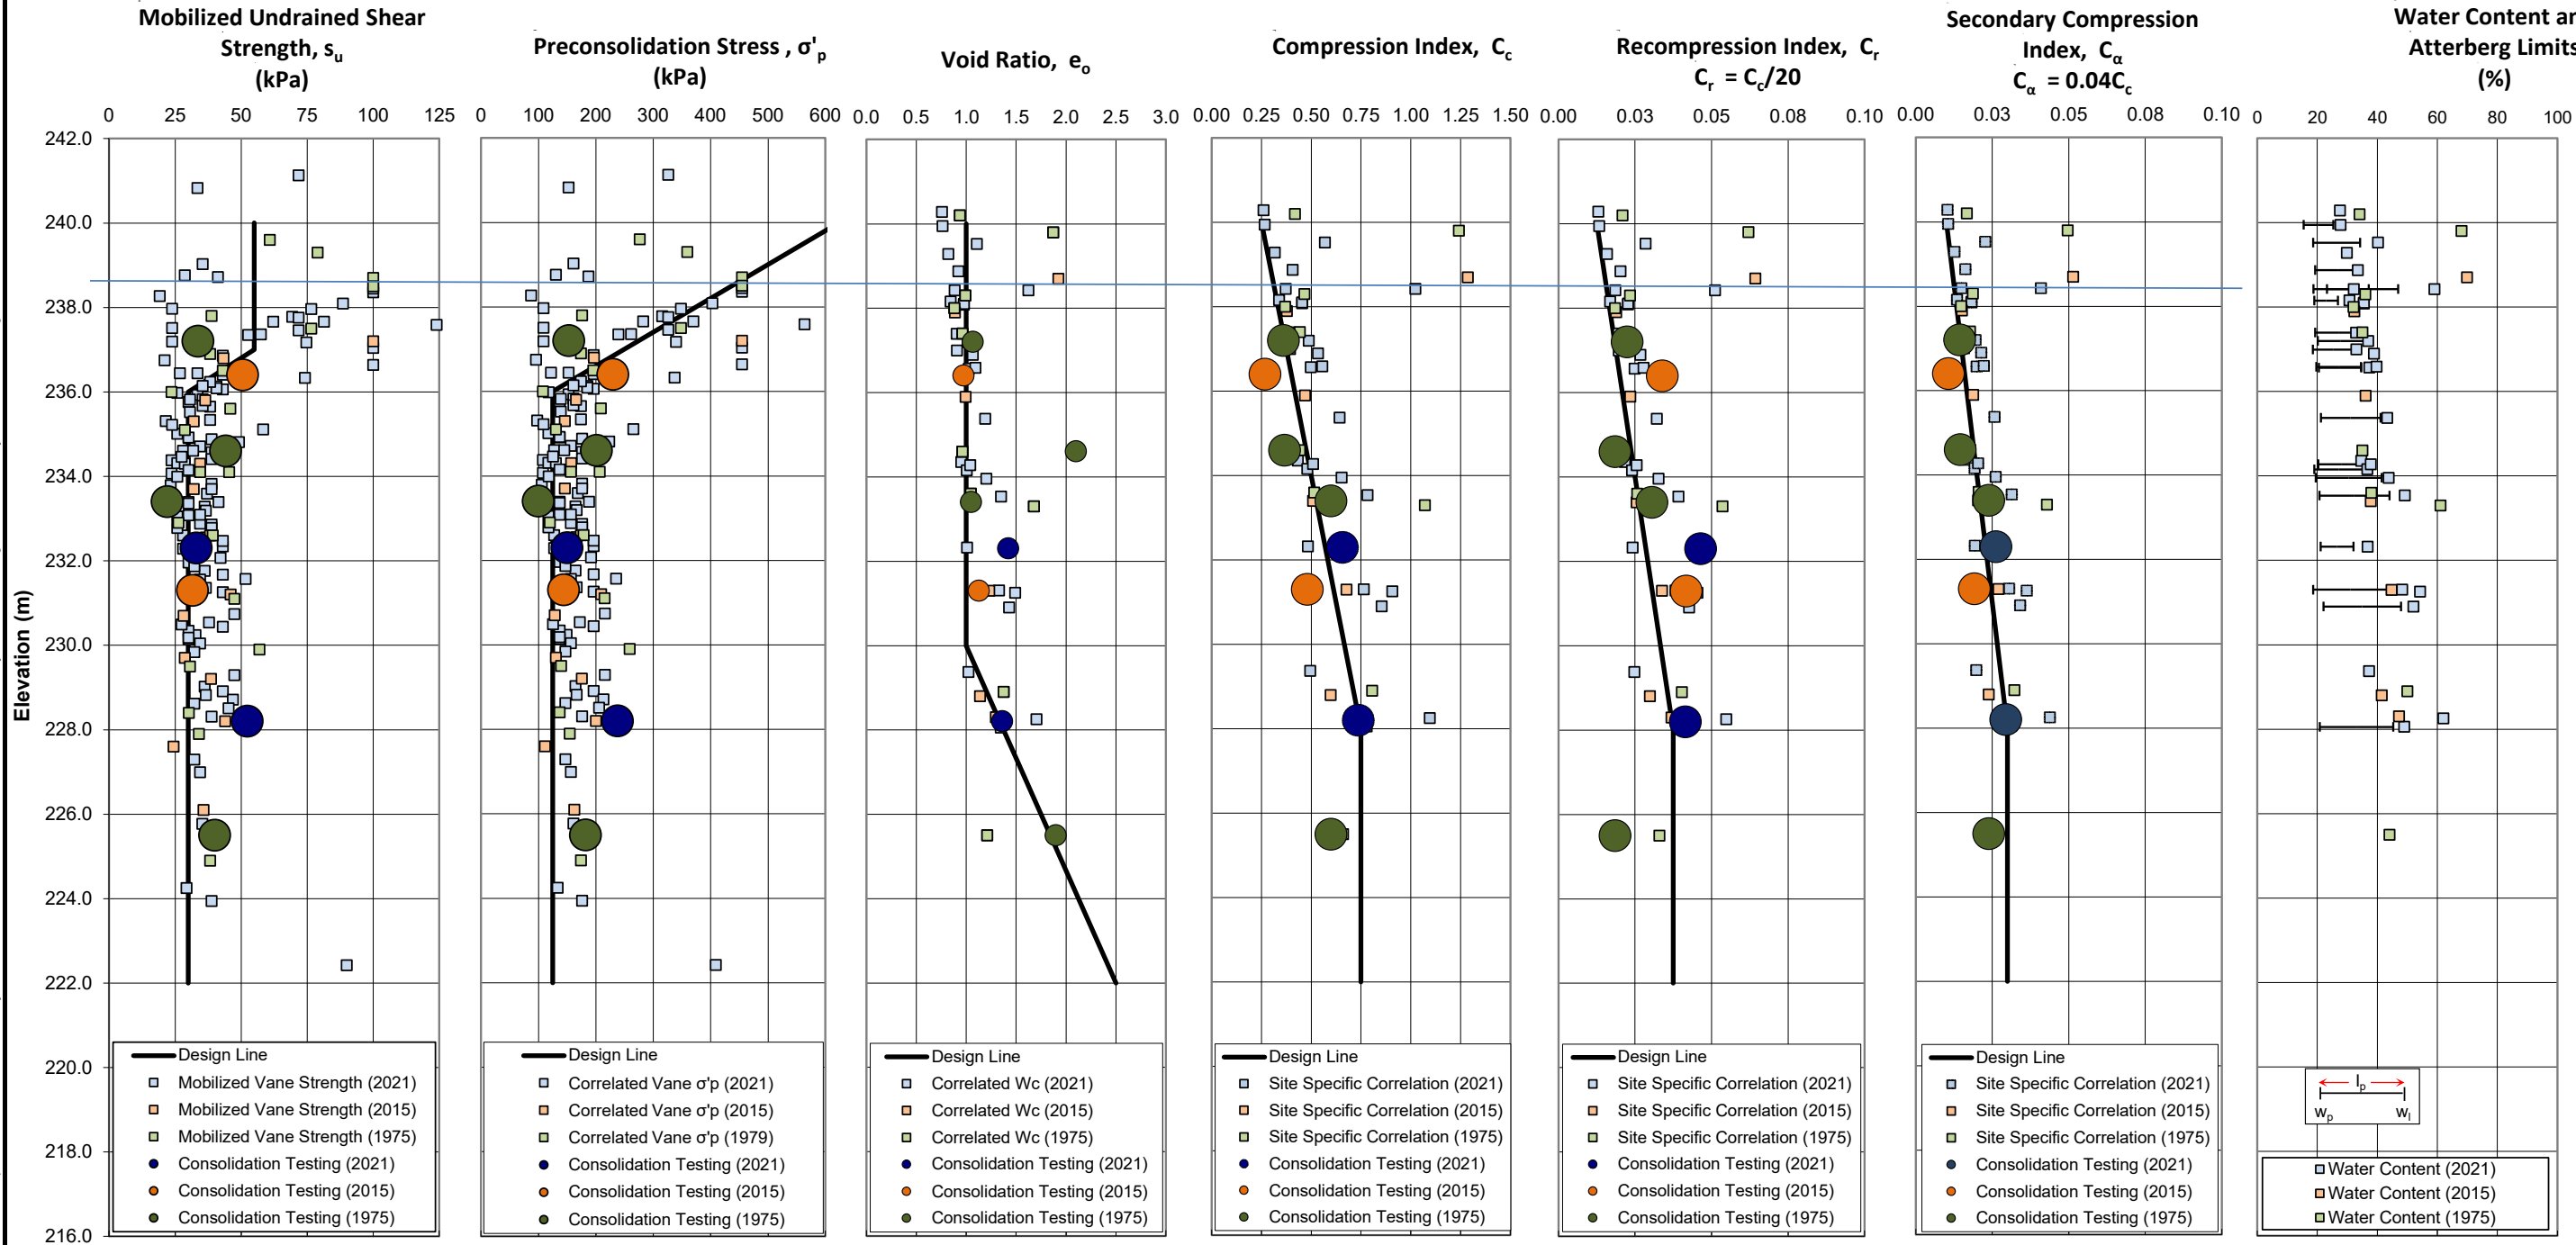 Mobilized Undrained Shear
Strength, su
(kPa)
Preconsolidation Stress , σ'p
(kPa)
Void Ratio, eo
Compression Index, Cc
Recompression Index, Cr
Cr = Cc/20
Secondary Compression
Index, Cα
Cα = 0.04Cc
Water Content an
Atterberg Limits
(%)
0 25 50 75 100 125
0 100 200 300 400 500 600
0.0 0.5 1.0 1.5 2.0 2.5 3.0
0.00 0.25 0.50 0.75 1.00 1.25 1.50
0.00 0.03 0.05 0.08 0.10
0.00 0.03 0.05 0.08 0.10
0 20 40 60 80 100
Elevation (m)
242.0
240.0
238.0
236.0
234.0
232.0
230.0
228.0
226.0
224.0
222.0
220.0
218.0
216.0
Design Line
Mobilized Vane Strength (2021)
Mobilized Vane Strength (2015)
Mobilized Vane Strength (1975)
Consolidation Testing (2021)
Consolidation Testing (2015)
Consolidation Testing (1975)
Design Line
Correlated Vane σ'p (2021)
Correlated Vane σ'p (2015)
Correlated Vane σ'p (1979)
Consolidation Testing (2021)
Consolidation Testing (2015)
Consolidation Testing (1975)
Design Line
Correlated Wc (2021)
Correlated Wc (2015)
Correlated Wc (1975)
Consolidation Testing (2021)
Consolidation Testing (2015)
Consolidation Testing (1975)
Design Line
Site Specific Correlation (2021)
Site Specific Correlation (2015)
Site Specific Correlation (1975)
Consolidation Testing (2021)
Consolidation Testing (2015)
Consolidation Testing (1975)
Design Line
Site Specific Correlation (2021)
Site Specific Correlation (2015)
Site Specific Correlation (1975)
Consolidation Testing (2021)
Consolidation Testing (2015)
Consolidation Testing (1975)
Design Line
Site Specific Correlation (2021)
Site Specific Correlation (2015)
Site Specific Correlation (1975)
Consolidation Testing (2021)
Consolidation Testing (2015)
Consolidation Testing (1975)
Ip
wp wl
Water Content (2021)
Water Content (2015)
Water Content (1975)